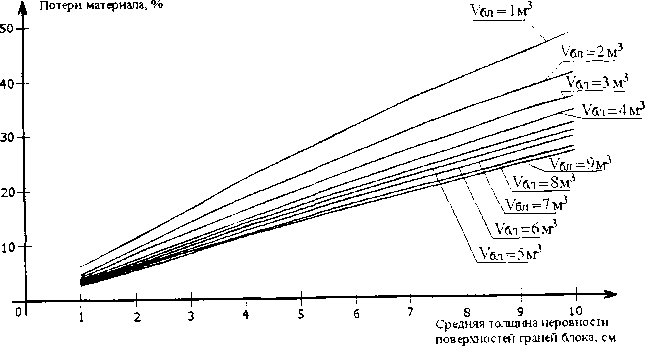 Потери материала, %
Vбл=1м³
50
Vбл=2м³
40
Vбл=3м³
Vбл=4м³
30
Vбл=9м³
20
Vбл=8м³
Vбл=7м³
10
Vбл=6м³
Vбл=5м³
0 1 2 3 4 5 6 7 8 9 10
Средняя толщина неровности
поверхностей граней блока, см